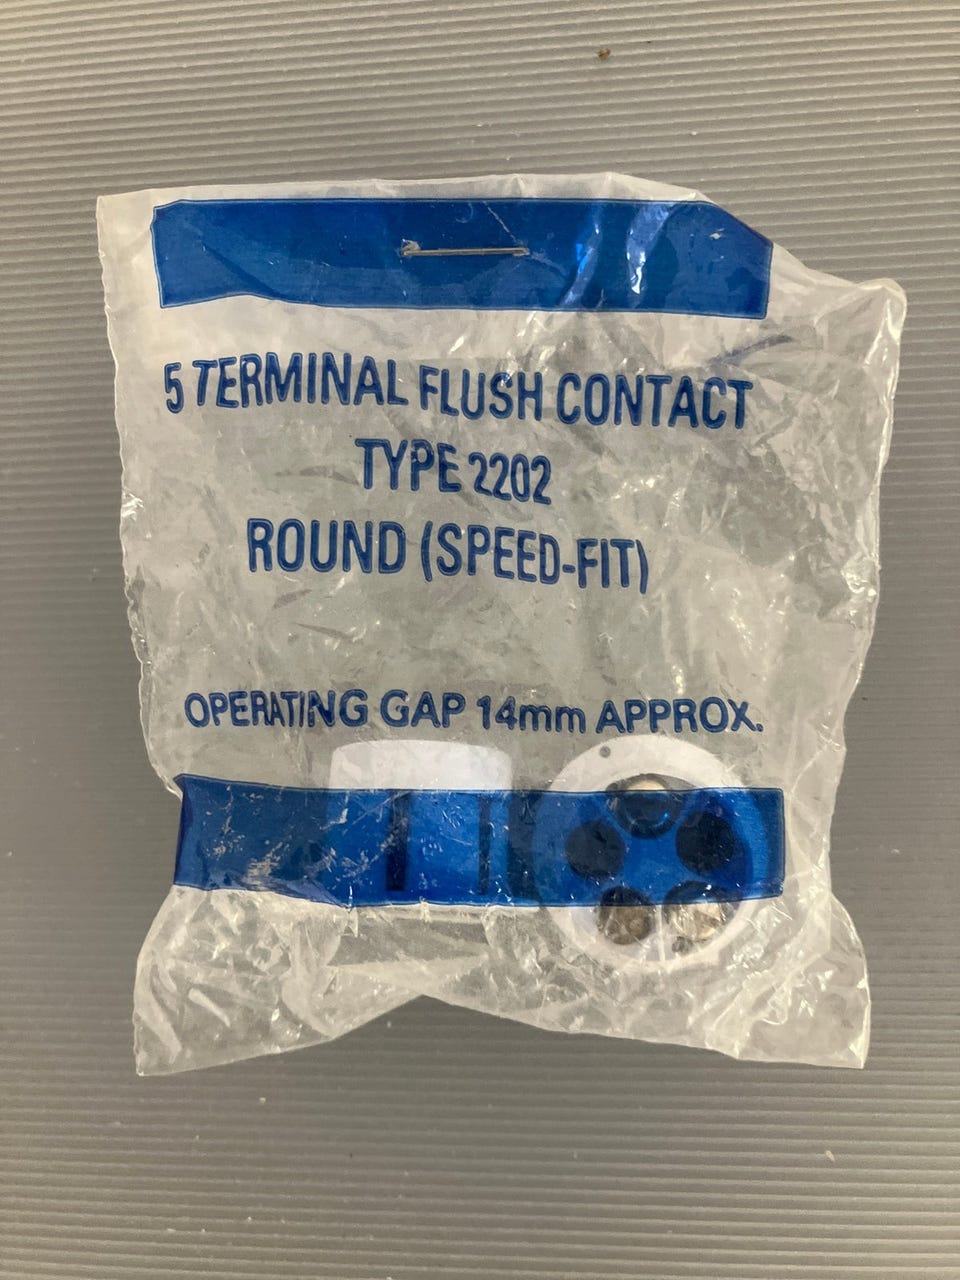 5 TERMINAL FLUSH CONTACT
TYPE 2202
ROUND (SPEED-FIT)
OPERATING GAP 14mm APPROX.